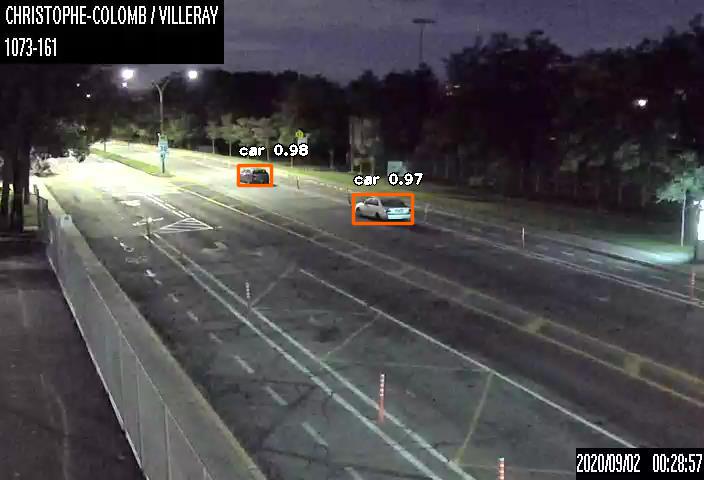 CHRISTOPHE-COLOMB / VILLERAY
1073-161
car 0.98
car 0.97
2020/09/02 00:28:57